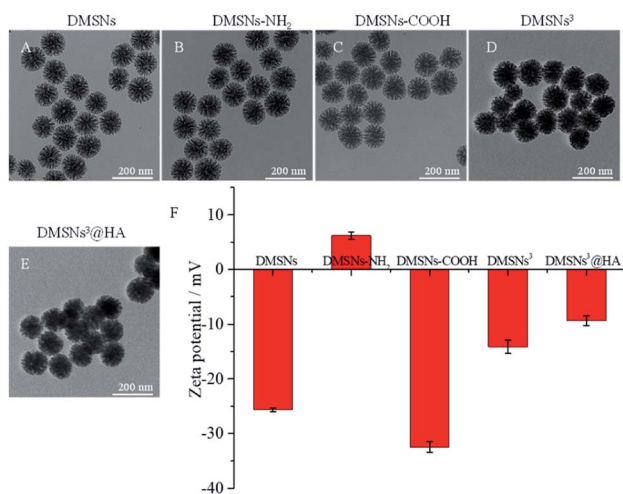 DMSNs
DMSNs-NH₂
DMSNs-COOH
DMSNs³
A
B
C
D
200 nm
200 nm
200 nm
200 nm
DMSNs³@HA
E
200 nm
F
Zeta potential / mV
10
0
-10
-20
-30
-40
DMSNs
DMSNs-NH₂
DMSNs-COOH
DMSNs³
DMSNs³@HA